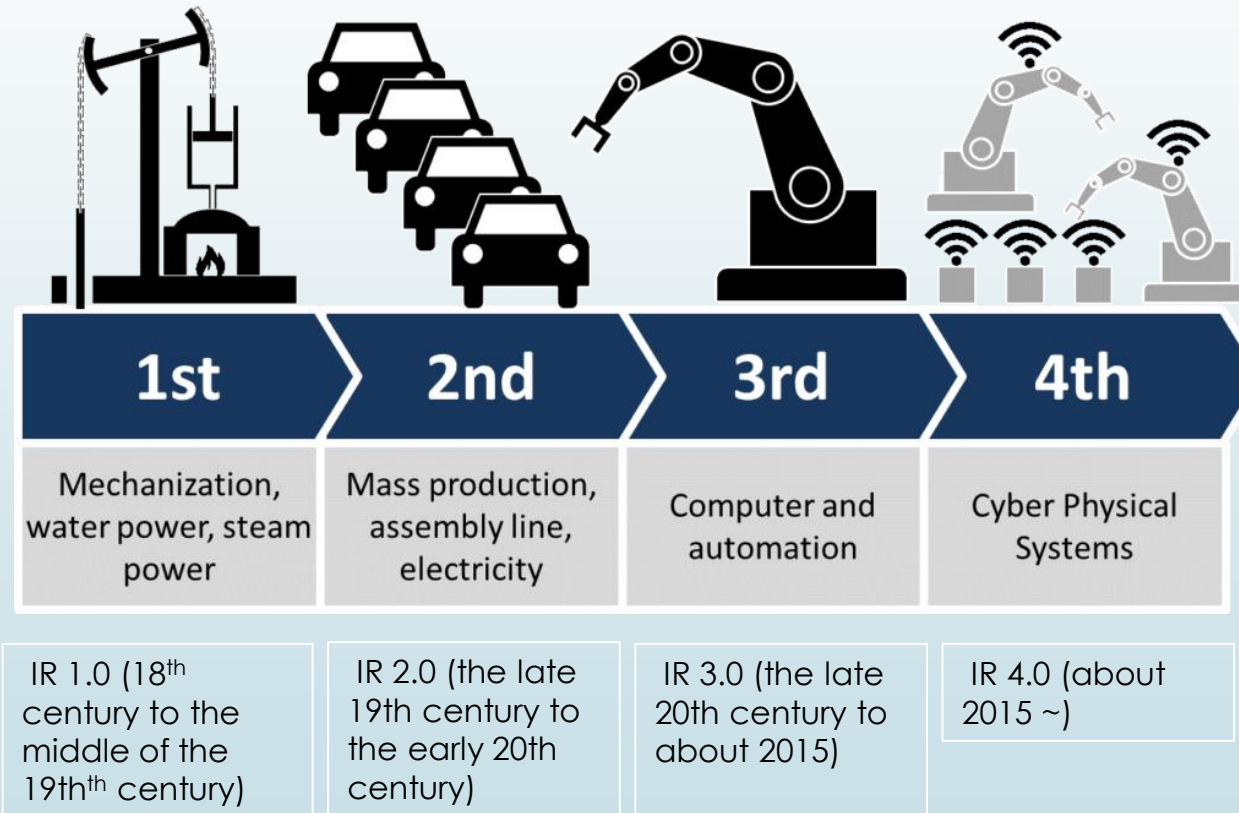 1st
2nd
3rd
4th
Mechanization,
water power, steam
power
Mass production,
assembly line,
electricity
Computer and
automation
Cyber Physical
Systems
IR 1.0 (18th
century to the
middle of the
19thth century)
IR 2.0 (the late
19th century to
the early 20th
century)
IR 3.0 (the late
20th century to
about 2015)
IR 4.0 (about
2015 ~)